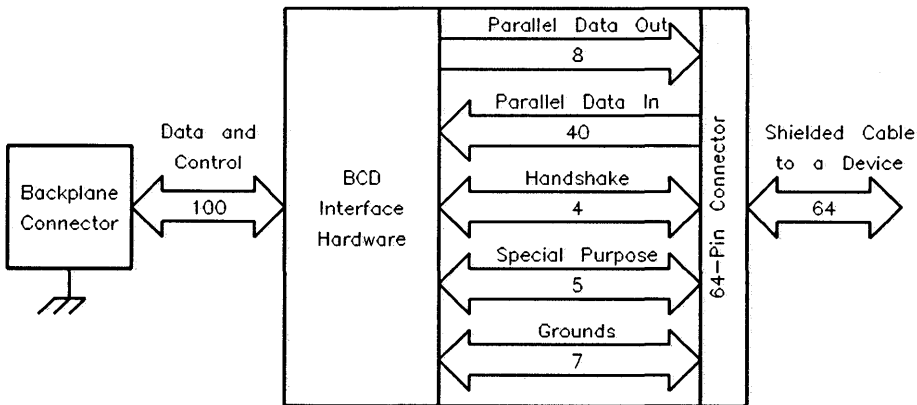 Parallel Data Out
8
Parallel Data In
40
Handshake
4
Special Purpose
5
Grounds
7
Backplane
Connector
Data and
Control
100
BCD
Interface
Hardware
64-Pin Connector
Shielded Cable
to a Device
64